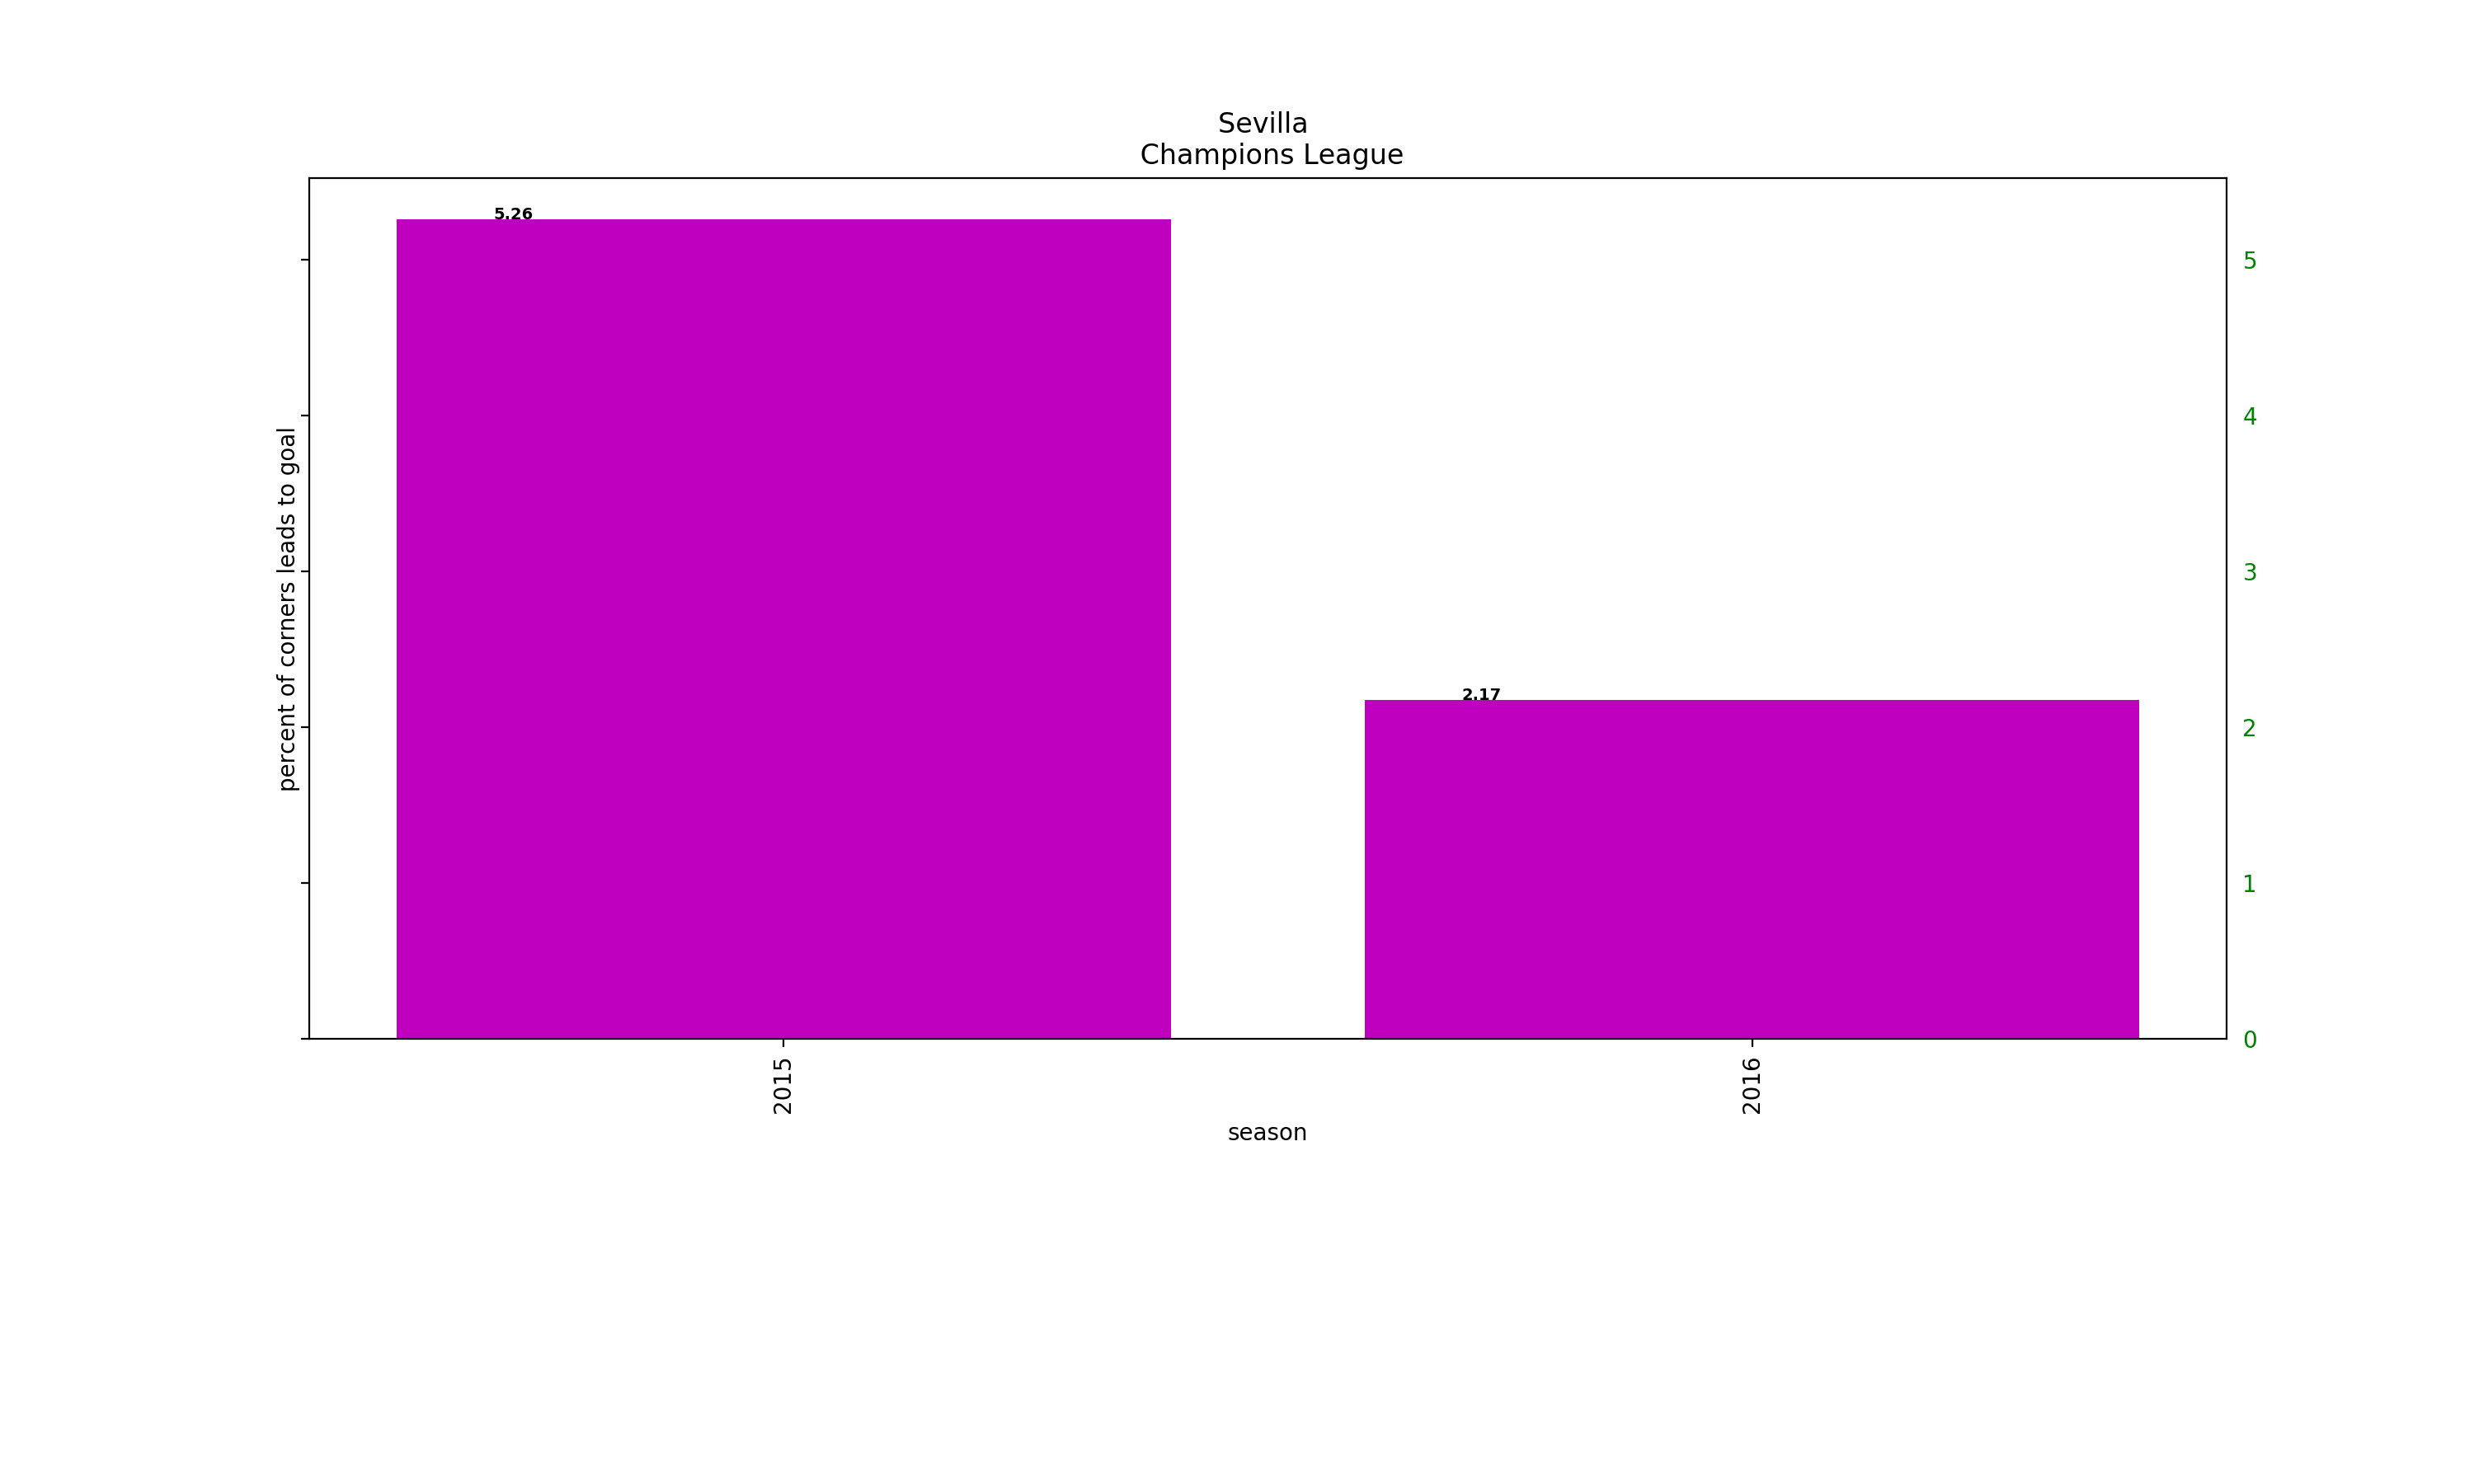 Sevilla
Champions League
5.26
2.17
percent of corners leads to goal
5
4
3
2
1
0
2015
2016
season